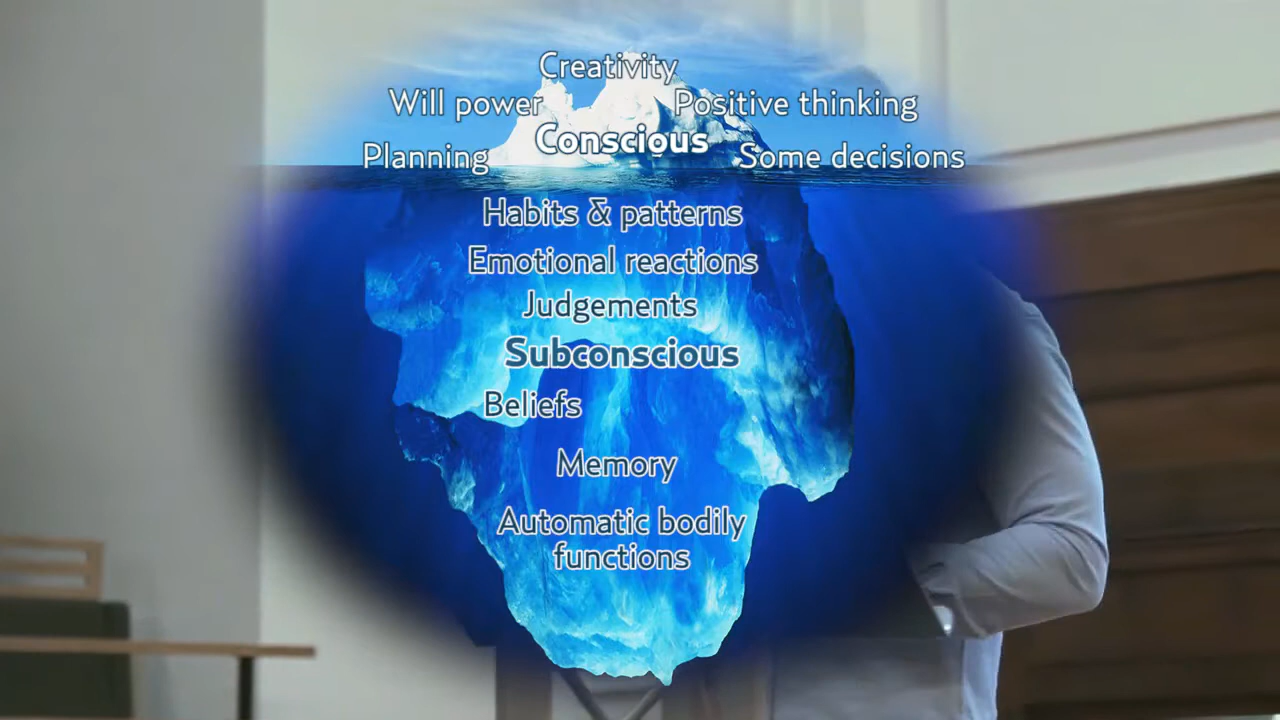 Creativity
Will power Positive thinking
Conscious
Planning Some decisions
Habits & patterns
Emotional reactions
Judgements
Subconscious
Beliefs
Memory
Automatic bodily
functions